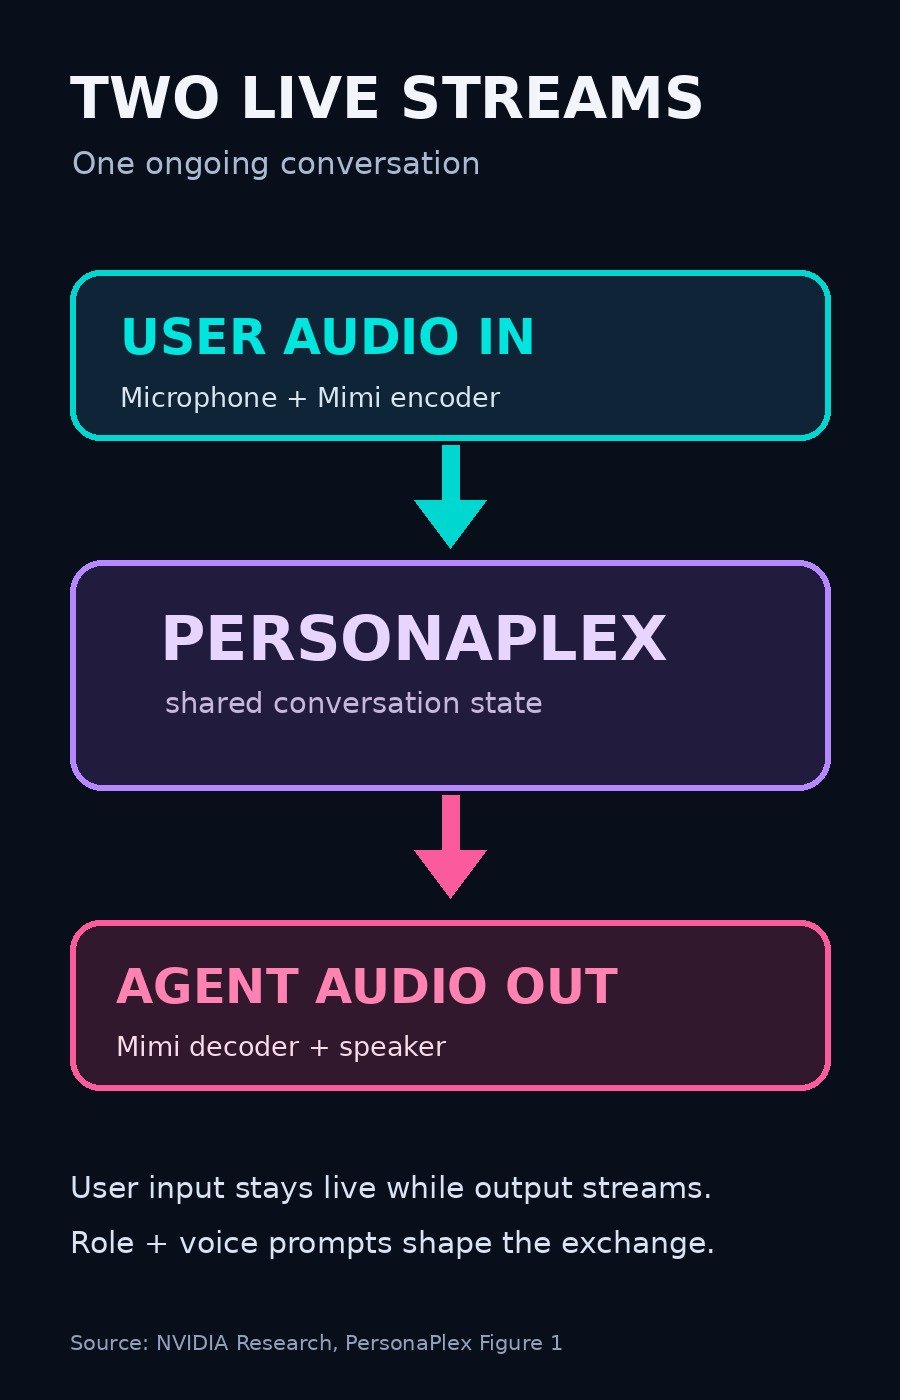 TWO LIVE STREAMS
One ongoing conversation
USER AUDIO IN
Microphone + Mimi encoder
PERSONAPLEX
shared conversation state
AGENT AUDIO OUT
Mimi decoder + speaker
User input stays live while output streams.
Role + voice prompts shape the exchange.
Source: NVIDIA Research, PersonaPlex Figure 1